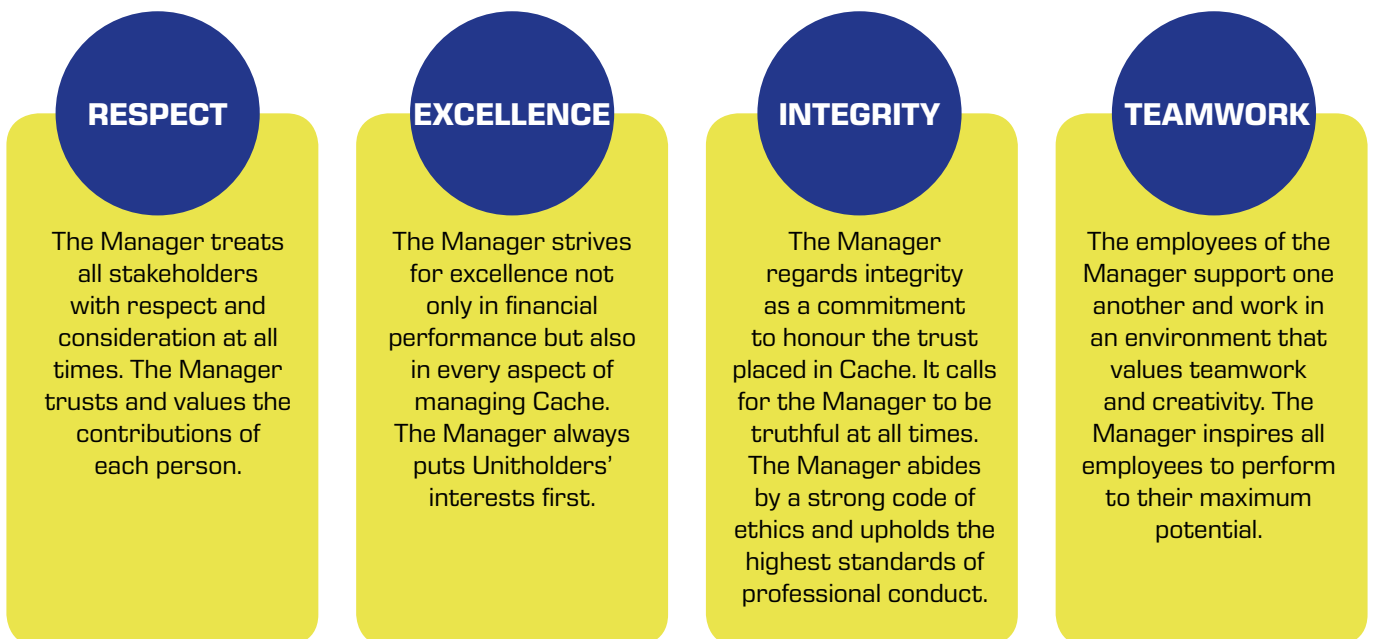 RESPECT
The Manager treats
all stakeholders
with respect and
consideration at all
times. The Manager
trusts and values the
contributions of
each person.
EXCELLENCE
The Manager strives
for excellence not
only in financial
performance but also
in every aspect of
managing Cache.
The Manager always
puts Unitholders’
interests first.
INTEGRITY
The Manager
regards integrity
as a commitment
to honour the trust
placed in Cache. It calls
for the Manager to be
truthful at all times.
The Manager abides
by a strong code of
ethics and upholds the
highest standards of
professional conduct.
TEAMWORK
The employees of the
Manager support one
another and work in
an environment that
values teamwork
and creativity. The
Manager inspires all
employees to perform
to their maximum
potential.